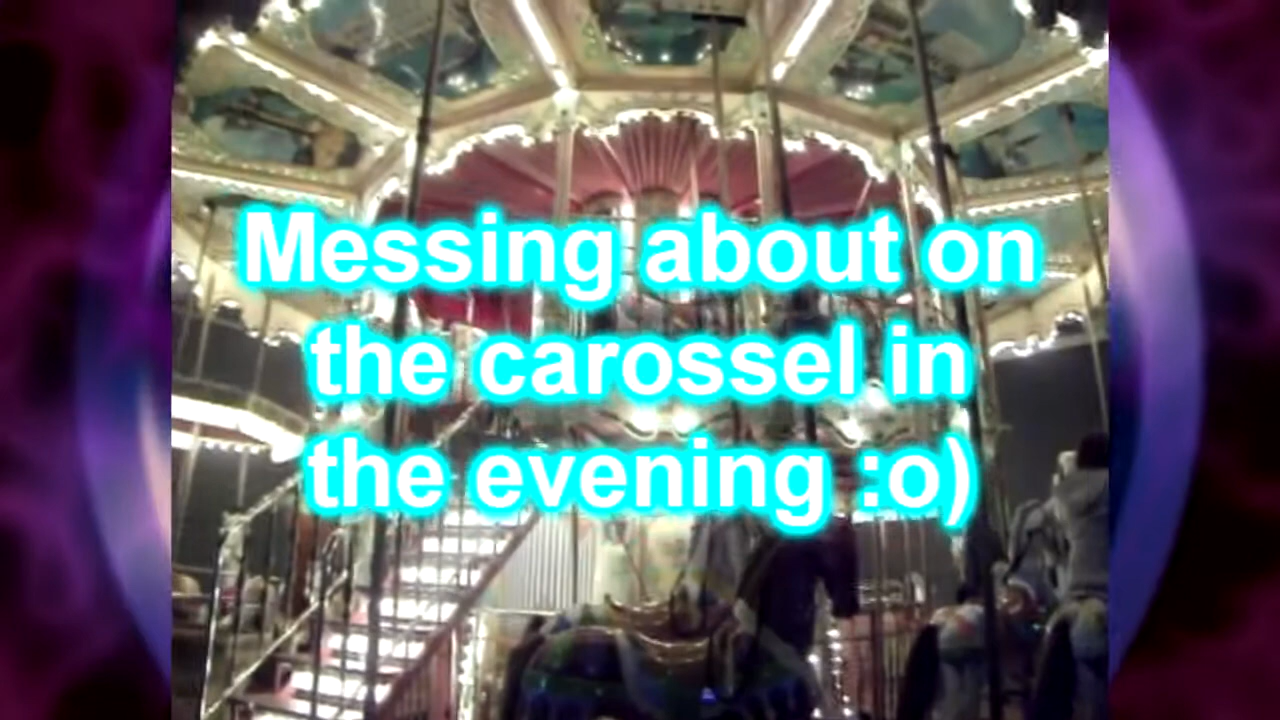 Messing about on
the carossel in
the evening :o)